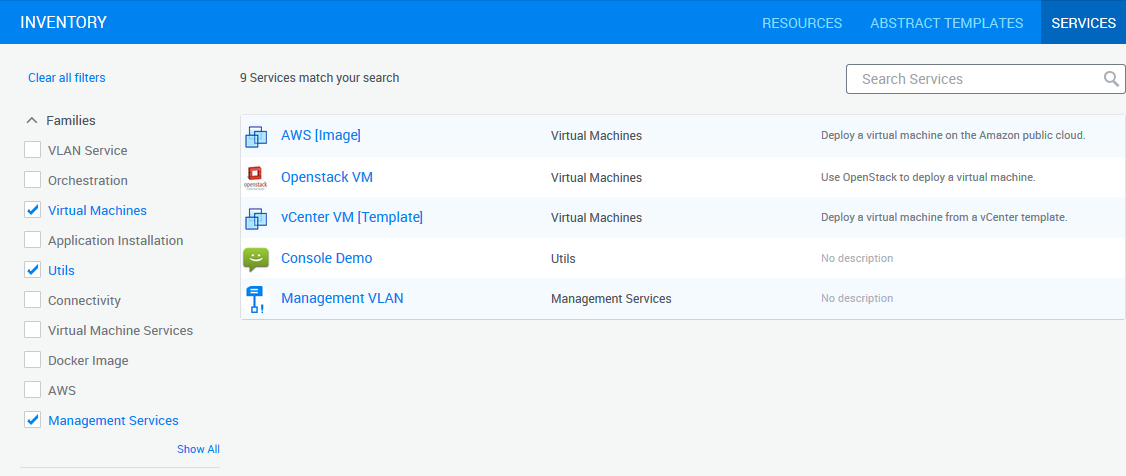 INVENTORY
RESOURCES
ABSTRACT TEMPLATES
SERVICES
Clear all filters
9 Services match your search
Search Services
Families
VLAN Service
Orchestration
Virtual Machines
Application Installation
Utils
Connectivity
Virtual Machine Services
Docker Image
AWS
Management Services
Show All
AWS [Image] Virtual Machines Deploy a virtual machine on the Amazon public cloud.
openstack
Openstack VM Virtual Machines Use OpenStack to deploy a virtual machine.
vCenter VM [Template] Virtual Machines Deploy a virtual machine from a vCenter template.
Console Demo Utils No description
Management VLAN Management Services No description